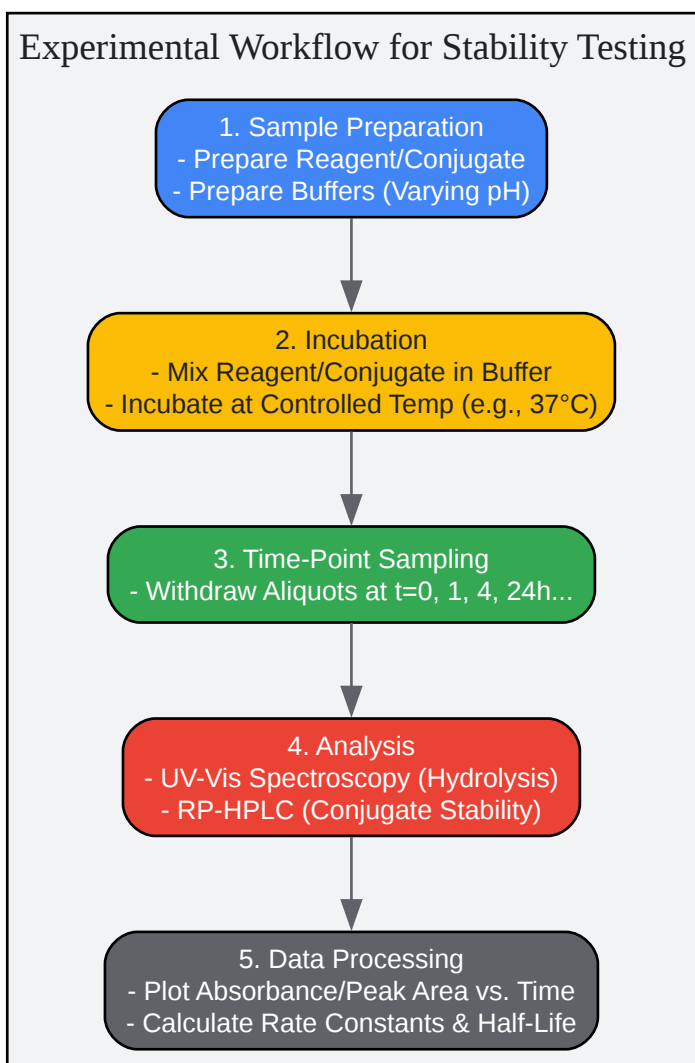 Experimental Workflow for Stability Testing
1. Sample Preparation
- Prepare Reagent/Conjugate
- Prepare Buffers (Varying pH)
2. Incubation
- Mix Reagent/Conjugate in Buffer
- Incubate at Controlled Temp (e.g., 37°C)
3. Time-Point Sampling
- Withdraw Aliquots at t=0, 1, 4, 24h...
4. Analysis
- UV-Vis Spectroscopy (Hydrolysis)
- RP-HPLC (Conjugate Stability)
5. Data Processing
- Plot Absorbance/Peak Area vs. Time
- Calculate Rate Constants & Half-Life